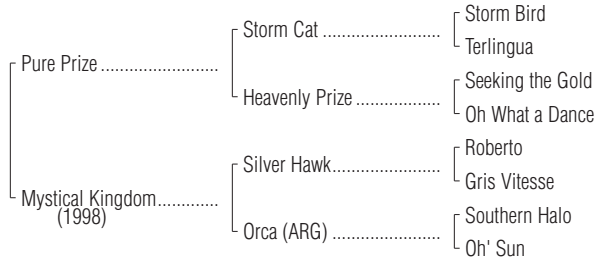 Storm Bird
Storm Cat ..........................
Terlingua
Pure Prize ..........................
Seeking the Gold
Heavenly Prize ..................
Oh What a Dance
Roberto
Silver Hawk........................
Gris Vitesse
Mystical Kingdom.............
(1998)
Southern Halo
Orca (ARG) ........................
Oh' Sun